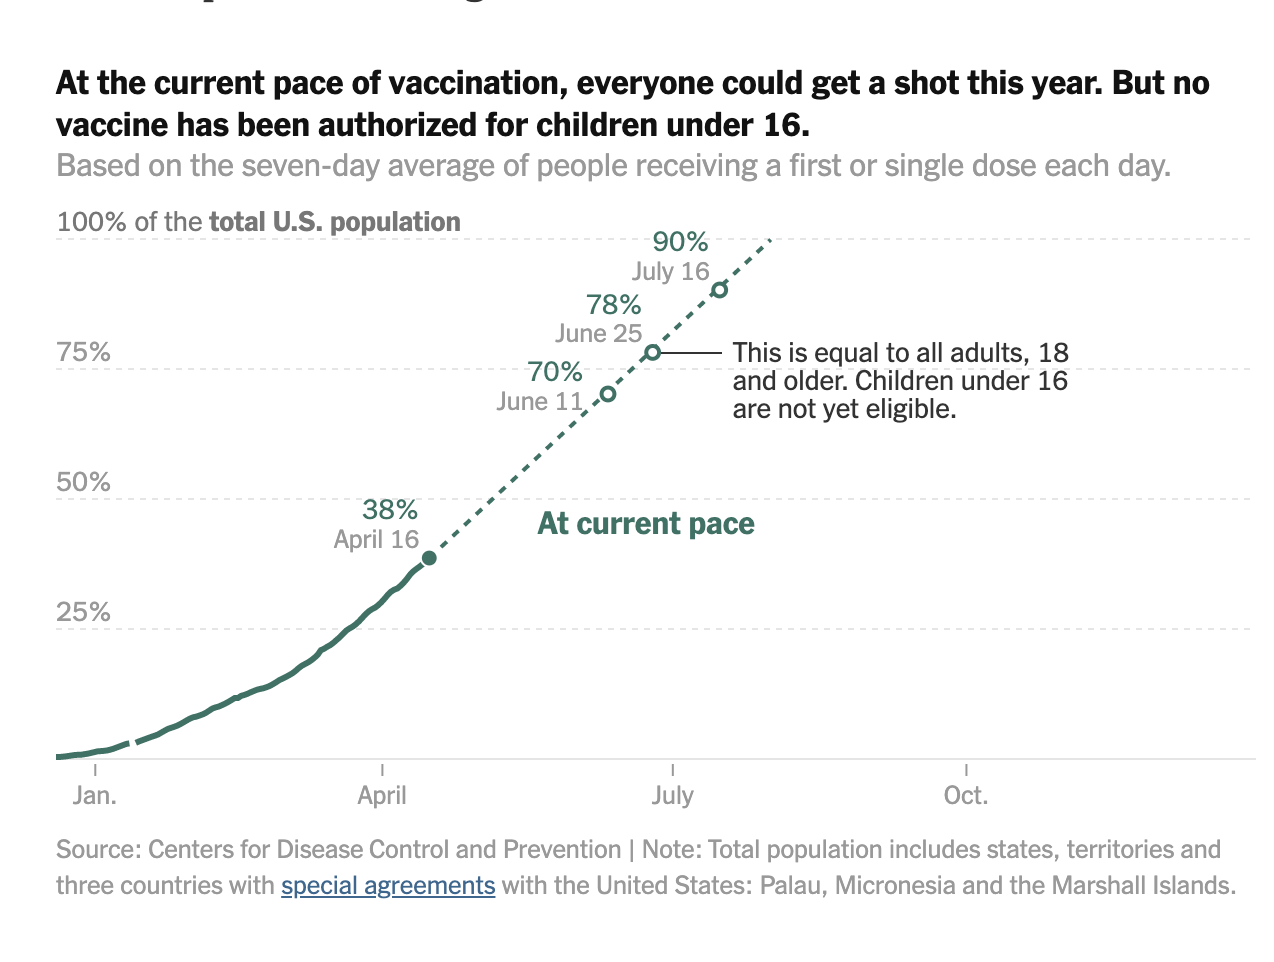 At the current pace of vaccination, everyone could get a shot this year. But no
vaccine has been authorized for children under 16.
Based on the seven-day average of people receiving a first or single dose each day.
100% of the total U.S. population
90%
July 16
78%
June 25
75%
This is equal to all adults, 18
and older. Children under 16
are not yet eligible.
70%
June 11
50%
38%
April 16
At current pace
25%
Jan.
April
July
Oct.
Source: Centers for Disease Control and Prevention | Note: Total population includes states, territories and
three countries with special agreements with the United States: Palau, Micronesia and the Marshall Islands.